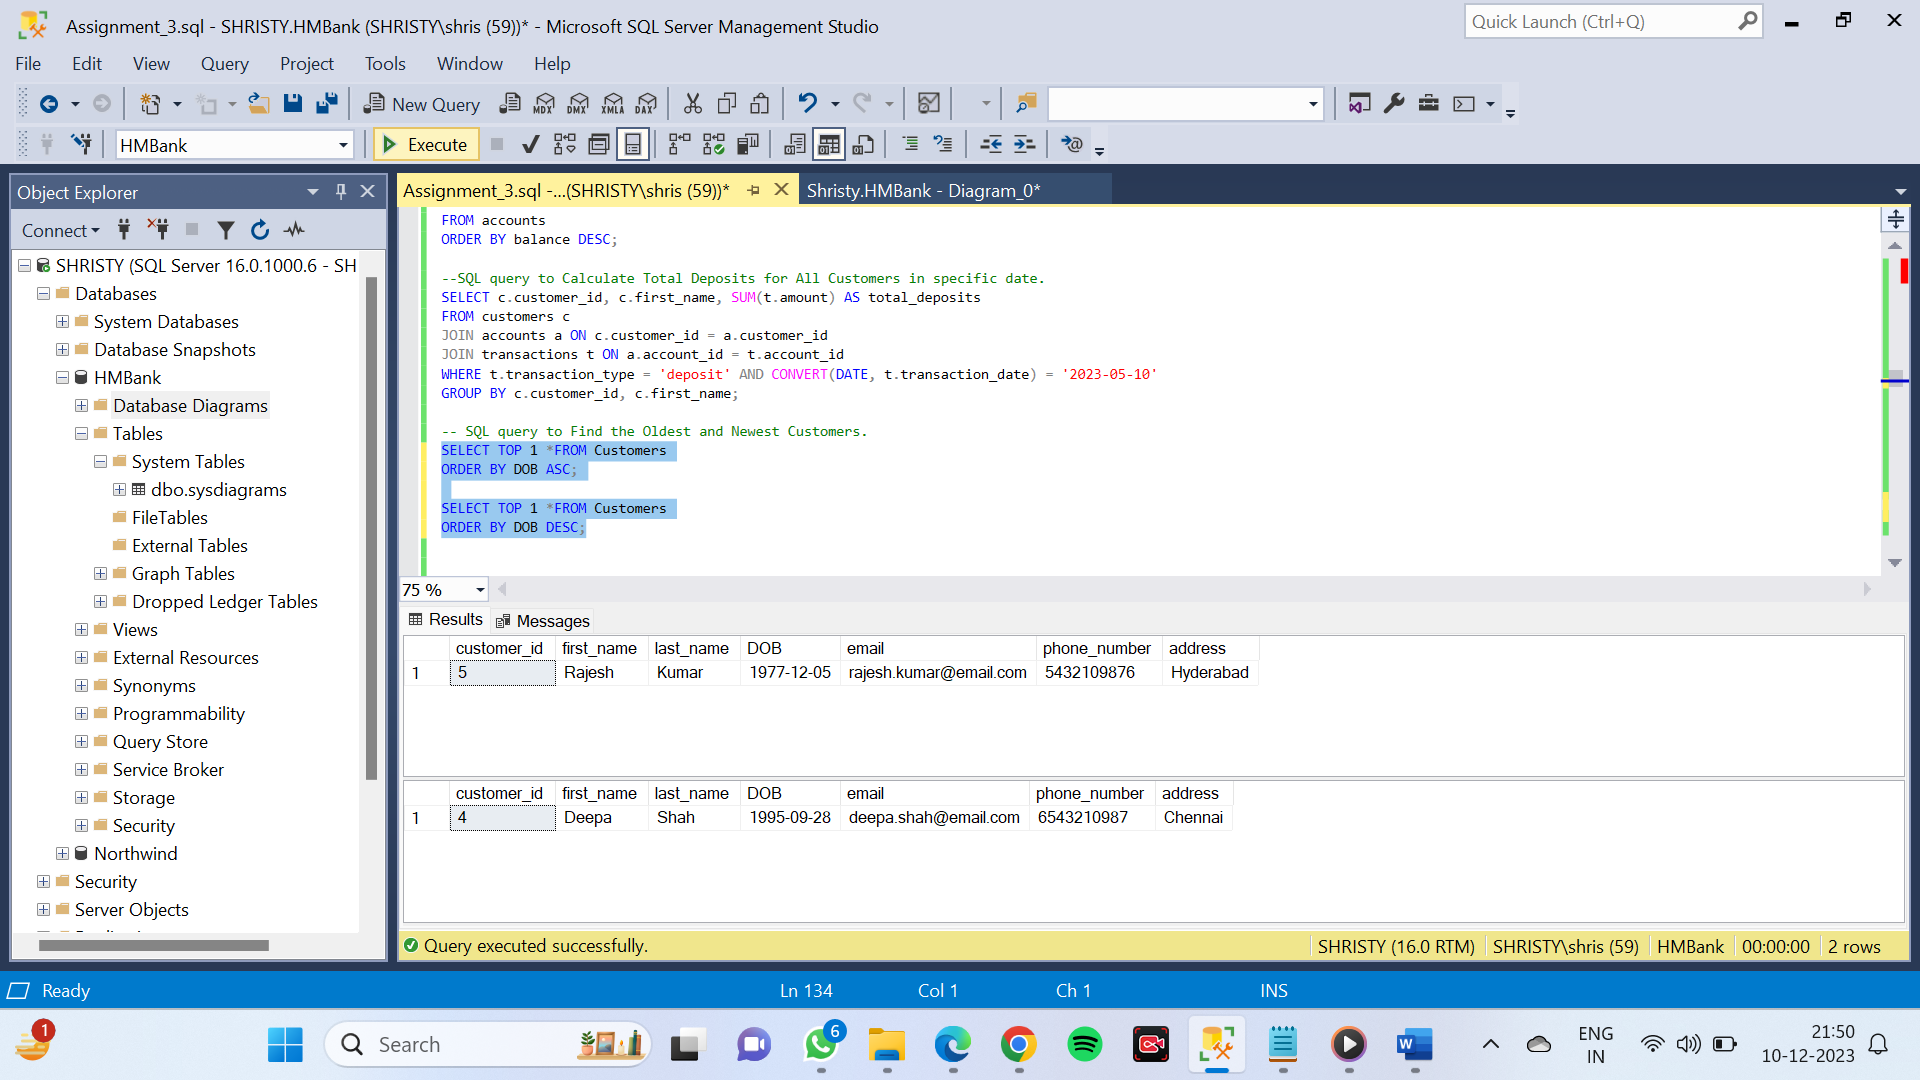 Assignment_3.sql - SHRISTY.HMBank (SHRISTY\shris (59))* - Microsoft SQL Server Management Studio
Quick Launch (Ctrl+Q)
File Edit View Query Project Tools Window Help
New Query MDX DMX XMLA DAX
HMBank Execute
Object Explorer
Assignment_3.sql -...(SHRISTY\shris (59))* Shristy.HMBank - Diagram_0*
Connect
SHRISTY (SQL Server 16.0.1000.6 - SH
Databases
System Databases
Database Snapshots
HMBank
Database Diagrams
Tables
System Tables
dbo.sysdiagrams
FileTables
External Tables
Graph Tables
Dropped Ledger Tables
Views
External Resources
Synonyms
Programmability
Query Store
Service Broker
Storage
Security
Northwind
Security
Server Objects
FROM accounts
ORDER BY balance DESC;
--SQL query to Calculate Total Deposits for All Customers in specific date.
SELECT c.customer_id, c.first_name, SUM(t.amount) AS total_deposits
FROM customers c
JOIN accounts a ON c.customer_id = a.customer_id
JOIN transactions t ON a.account_id = t.account_id
WHERE t.transaction_type = 'deposit' AND CONVERT(DATE, t.transaction_date) = '2023-05-10'
GROUP BY c.customer_id, c.first_name;
-- SQL query to Find the Oldest and Newest Customers.
SELECT TOP 1 *FROM Customers
ORDER BY DOB ASC;
SELECT TOP 1 *FROM Customers
ORDER BY DOB DESC;
75 %
Results Messages
customer_id first_name last_name DOB email phone_number address
1 5 Rajesh Kumar 1977-12-05 rajesh.kumar@email.com 5432109876 Hyderabad
customer_id first_name last_name DOB email phone_number address
1 4 Deepa Shah 1995-09-28 deepa.shah@email.com 6543210987 Chennai
Query executed successfully. SHRISTY (16.0 RTM) SHRISTY\shris (59) HMBank 00:00:00 2 rows
Ready Ln 134 Col 1 Ch 1 INS
1
Search
6
W
ENG
IN
21:50
10-12-2023